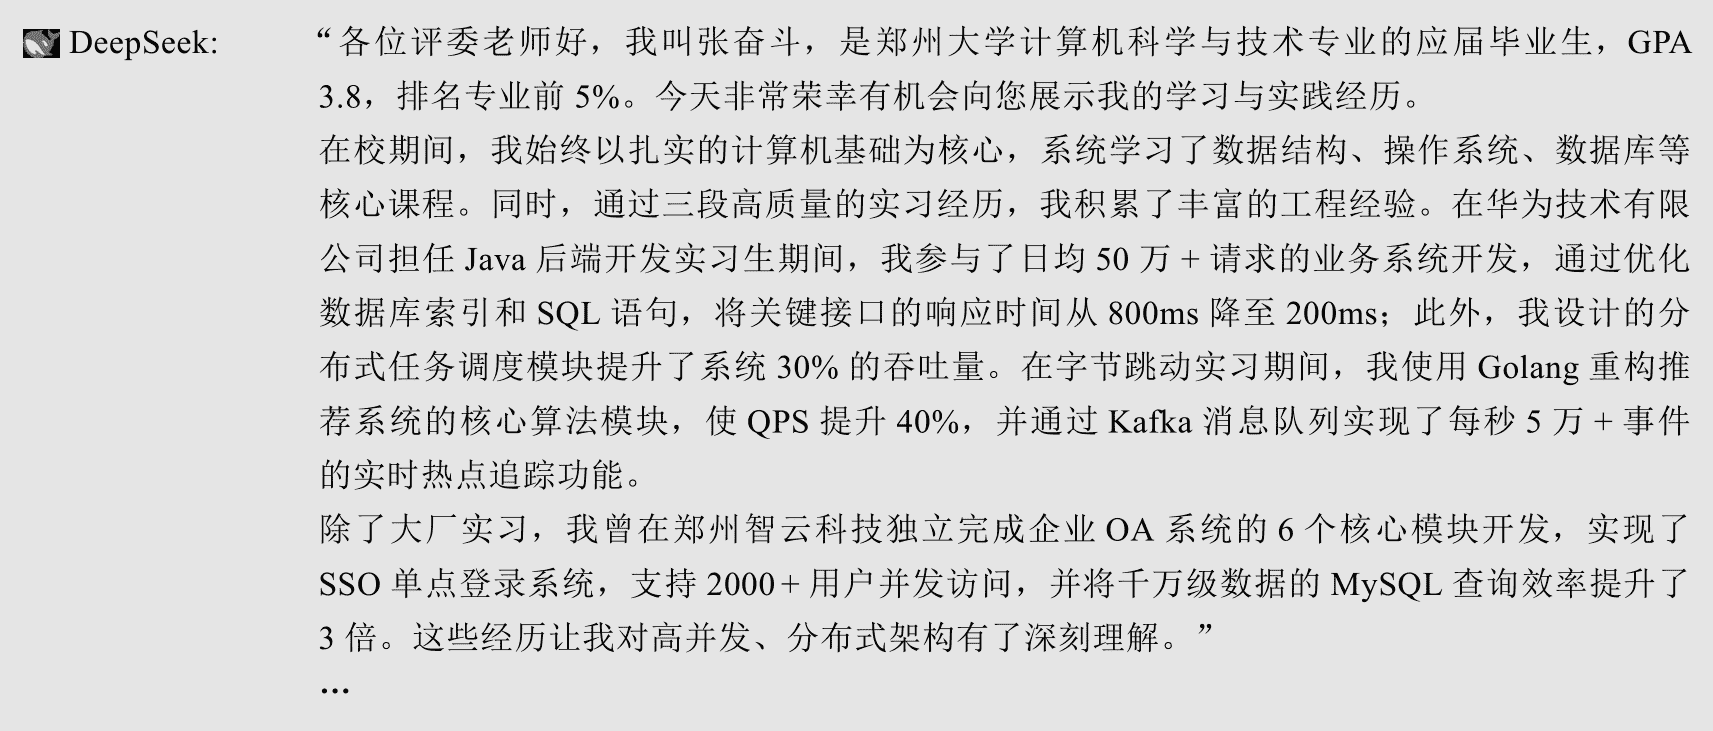 DeepSeek: “各位评委老师好，我叫张奋斗，是郑州大学计算机科学与技术专业的应届毕业生，GPA
3.8，排名专业前 5%。今天非常荣幸有机会向您展示我的学习与实践经历。
在校期间，我始终以扎实的计算机基础为核心，系统学习了数据结构、操作系统、数据库等
核心课程。同时，通过三段高质量的实习经历，我积累了丰富的工程经验。在华为技术有限
公司担任 Java 后端开发实习生期间，我参与了日均 50 万 + 请求的业务系统开发，通过优化
数据库索引和 SQL 语句，将关键接口的响应时间从 800ms 降至 200ms；此外，我设计的分
布式任务调度模块提升了系统 30% 的吞吐量。在字节跳动实习期间，我使用 Golang 重构推
荐系统的核心算法模块，使 QPS 提升 40%，并通过 Kafka 消息队列实现了每秒 5 万 + 事件
的实时热点追踪功能。
除了大厂实习，我曾在郑州智云科技独立完成企业 OA 系统的 6 个核心模块开发，实现了
SSO 单点登录系统，支持 2000+ 用户并发访问，并将千万级数据的 MySQL 查询效率提升了
3 倍。这些经历让我对高并发、分布式架构有了深刻理解。”
…